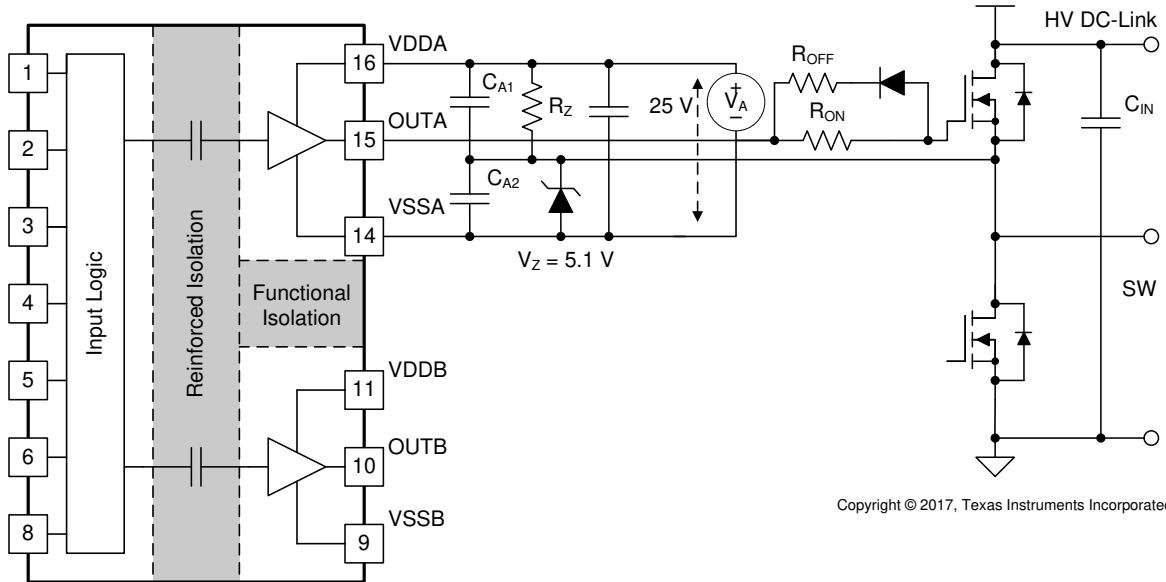 1
2
3
4
5
6
8
Input Logic
Reinforced Isolation
Functional
Isolation
VDDA
16
OUTA
15
VSSA
14
VDDB
11
OUTB
10
VSSB
9
CA1
RZ
CA2
VZ = 5.1 V
25 V
VA
+
ROFF
RON
HV DC-Link
CIN
SW
Copyright © 2017, Texas Instruments Incorporated